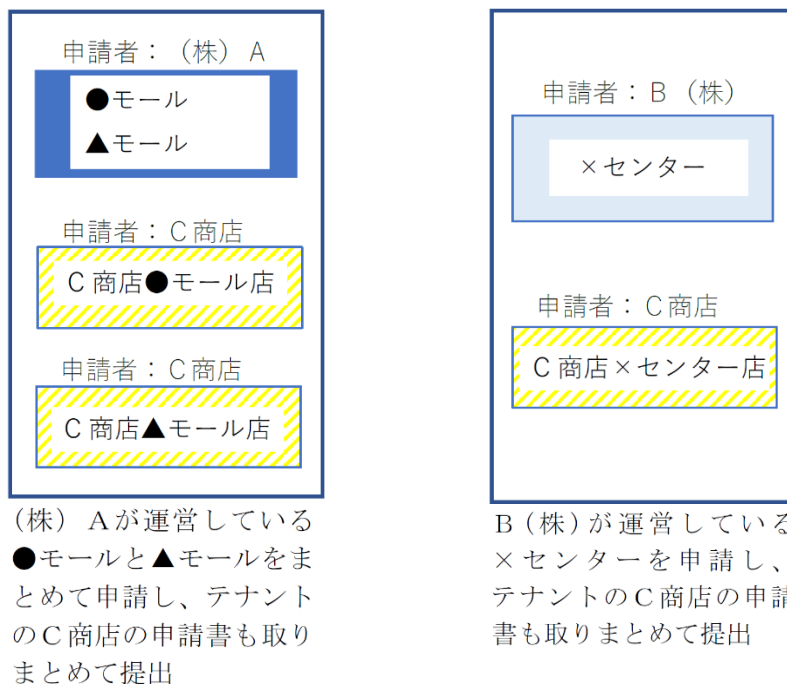 申請者：（株）A
●モール
▲モール
申請者：C商店
C商店●モール店
申請者：C商店
C商店▲モール店
(株) Aが運営している
●モールと▲モールをま
とめて申請し、テナント
のC商店の申請書も取り
まとめて提出
申請者：B（株）
×センター
申請者：C商店
C商店×センター店
B(株)が運営している
×センターを申請し、
テナントのC商店の申請
書も取りまとめて提出